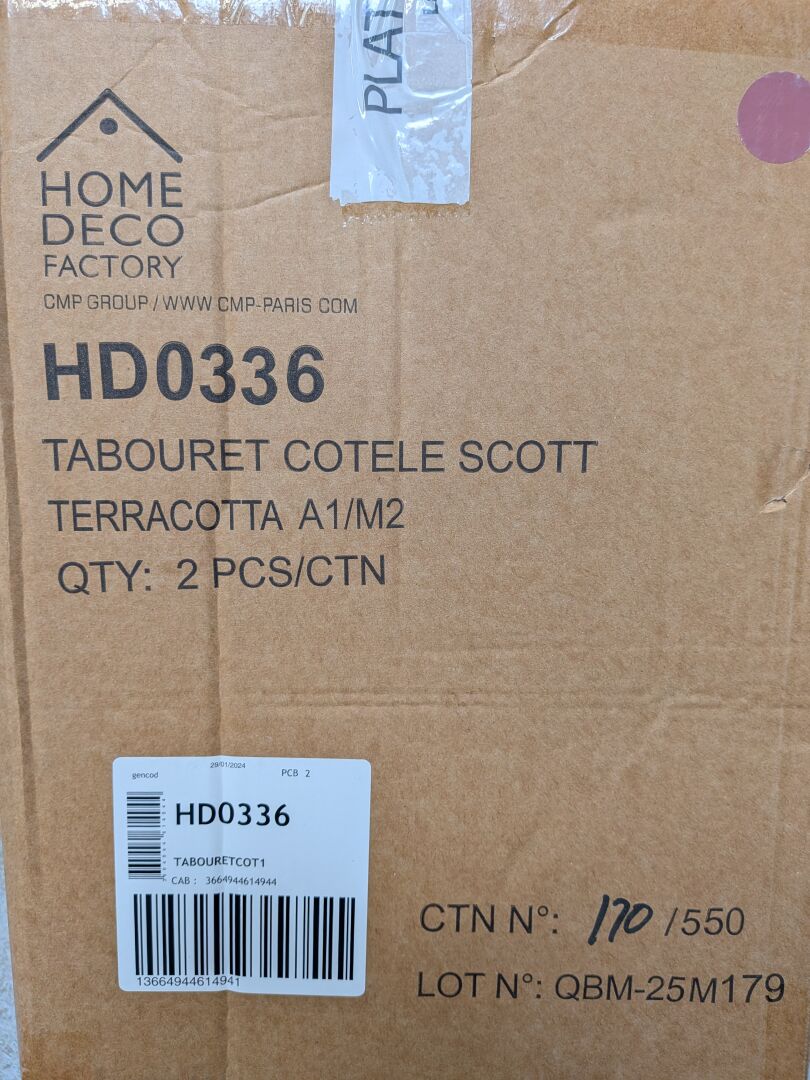 PLAT
HOME
DECO
FACTORY
CMP GROUP / WWW CMP-PARIS COM
HD0336
TABOURET COTELE SCOTT
TERRACOTTA A1/M2
QTY: 2 PCS/CTN
29/01/2024
gencod
PCB 2
HD0336
TABOURETCOT1
CAB : 3664944614944
13664944614941
CTN N°: 170 /550
LOT N°: QBM-25M179